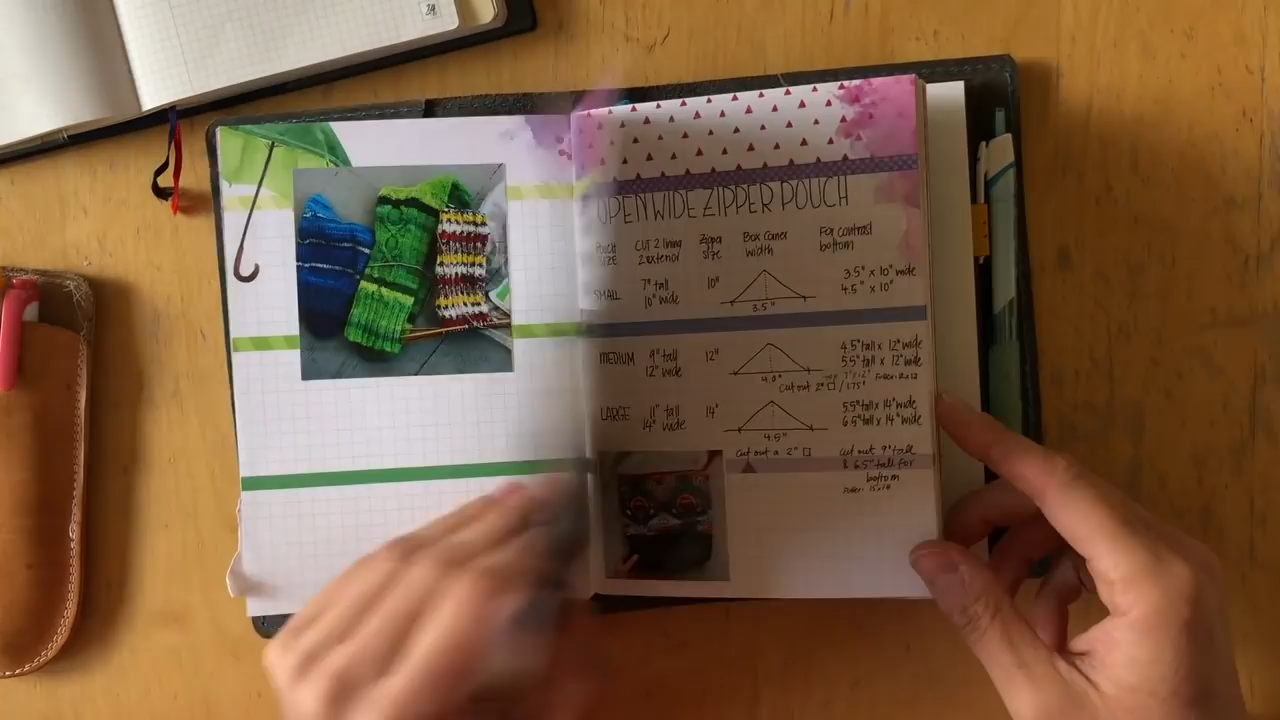 24
OPEN WIDE ZIPPER POUCH
POUCH SIZE
CUT 2 lining
2 exterior
Zipper size
Box Corner width
For contrast bottom
SMALL
7" tall
10" wide
10"
3.5"
3.5" x 10" wide
4.5" x 10"
MEDIUM
9" tall
12" wide
12"
4.0"
Cut out 2" □ / 1.75"
4.5" tall x 12" wide
5.5" tall x 12" wide
LARGE
11" tall
14" wide
14"
4.5"
Cut out a 2" □
5.5" tall x 14" wide
6.5" tall x 14" wide
cut out 9" tall
& 6.5" tall for
bottom